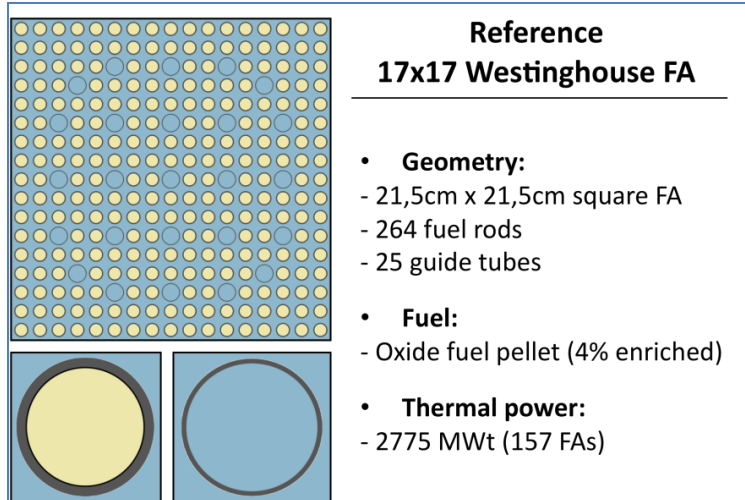 Reference
17x17 Westinghouse FA
• Geometry:
- 21,5cm x 21,5cm square FA
- 264 fuel rods
- 25 guide tubes
• Fuel:
- Oxide fuel pellet (4% enriched)
• Thermal power:
- 2775 MWt (157 FAs)